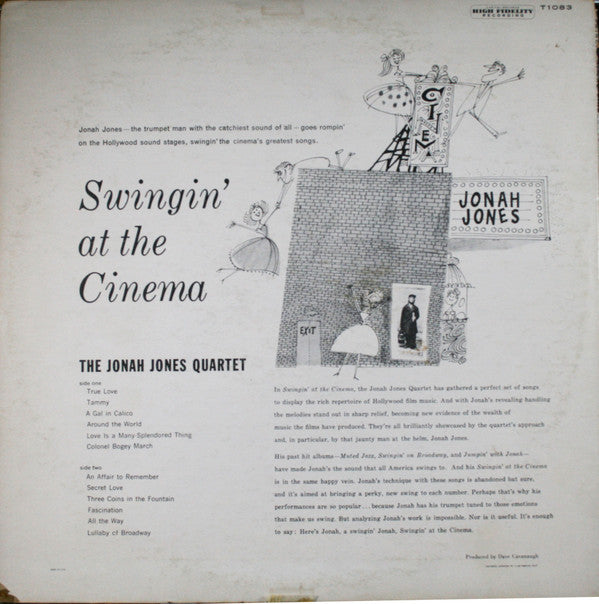 HIGH FIDELITY
RECORDING
T1083
Jonah Jones—the trumpet man with the catchiest sound of all—goes rompin'
on the Hollywood sound stages, swingin' the cinema's greatest songs.
CINEM
JONAH
JONES
Swingin'
at the
Cinema
EXIT
THE JONAH JONES QUARTET
side one
True Love
Tammy
A Gal in Calico
Around the World
Love Is a Many-Splendored Thing
Colonel Bogey March
side two
An Affair to Remember
Secret Love
Three Coins in the Fountain
Fascination
All the Way
Lullaby of Broadway
In Swingin' at the Cinema, the Jonah Jones Quartet has gathered a perfect set of songs
to display the rich repertoire of Hollywood film music. And with Jonah's revealing handling
the melodies stand out in sharp relief, becoming new evidence of the wealth of
music the films have produced. They're all brilliantly showcased by the quartet's approach
and, in particular, by that jaunty man at the helm, Jonah Jones.
His past hit albums—Muted Jazz, Swingin' on Broadway, and Jumpin' with Jonah—
have made Jonah's the sound that all America swings to. And his Swingin' at the Cinema
is in the same happy vein. Jonah's technique with these songs is abandoned but sure,
and it's aimed at bringing a perky, new swing to each number. Perhaps that's why his
performances are so popular...because Jonah has his trumpet tuned to those emotions
that make us swing. But analyzing Jonah's work is impossible. Nor is it useful. It's enough
to say: Here's Jonah, a swingin' Jonah, Swingin' at the Cinema.
Produced by Dave Cavanaugh